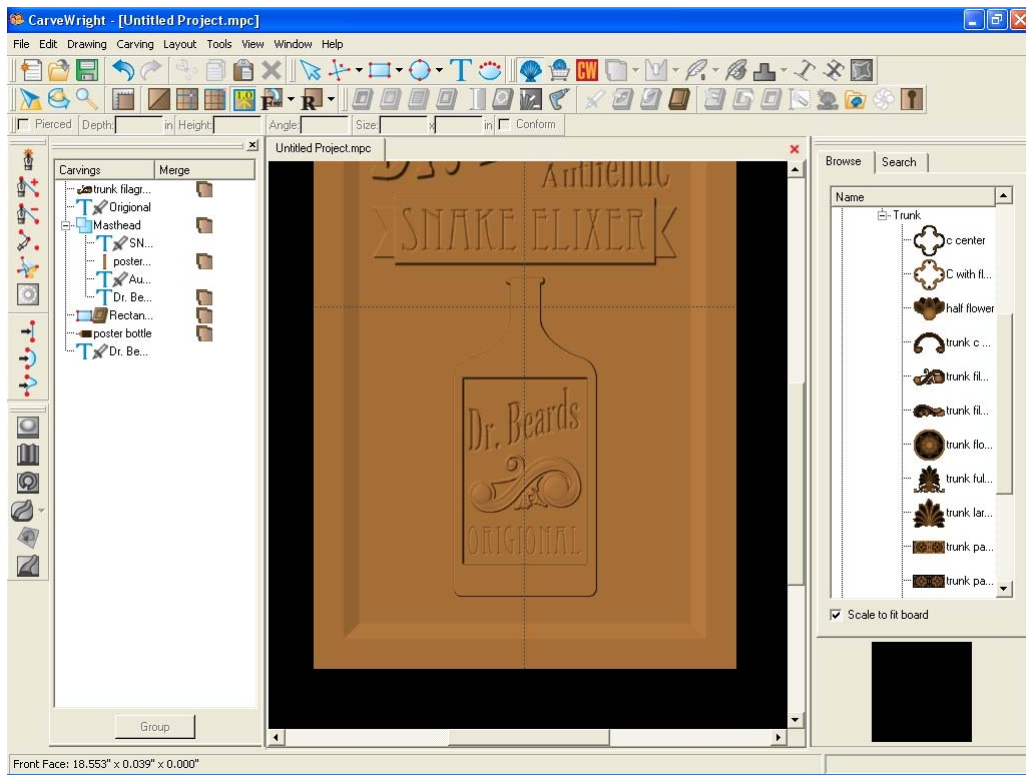 CarveWright - [Untitled Project.mpc]
File Edit Drawing Carving Layout Tools View Window Help
CW
Pierced Depth: in Height: Angle: Size: x in Conform
Untitled Project.mpc
Carvings Merge
trunk filagr...
Origional
Masthead
SN...
poster...
Au...
Dr. Be...
Rectan...
poster bottle
Dr. Be...
Group
Authentic
SNAKE ELIXER
Dr. Beards
ORIGIONAL
Browse Search
Name
Trunk
c center
C with fl...
half flower
trunk c ...
trunk fil...
trunk fil...
trunk flo...
trunk ful...
trunk lar...
trunk pa...
trunk pa...
Scale to fit board
Front Face: 18.553" x 0.039" x 0.000"